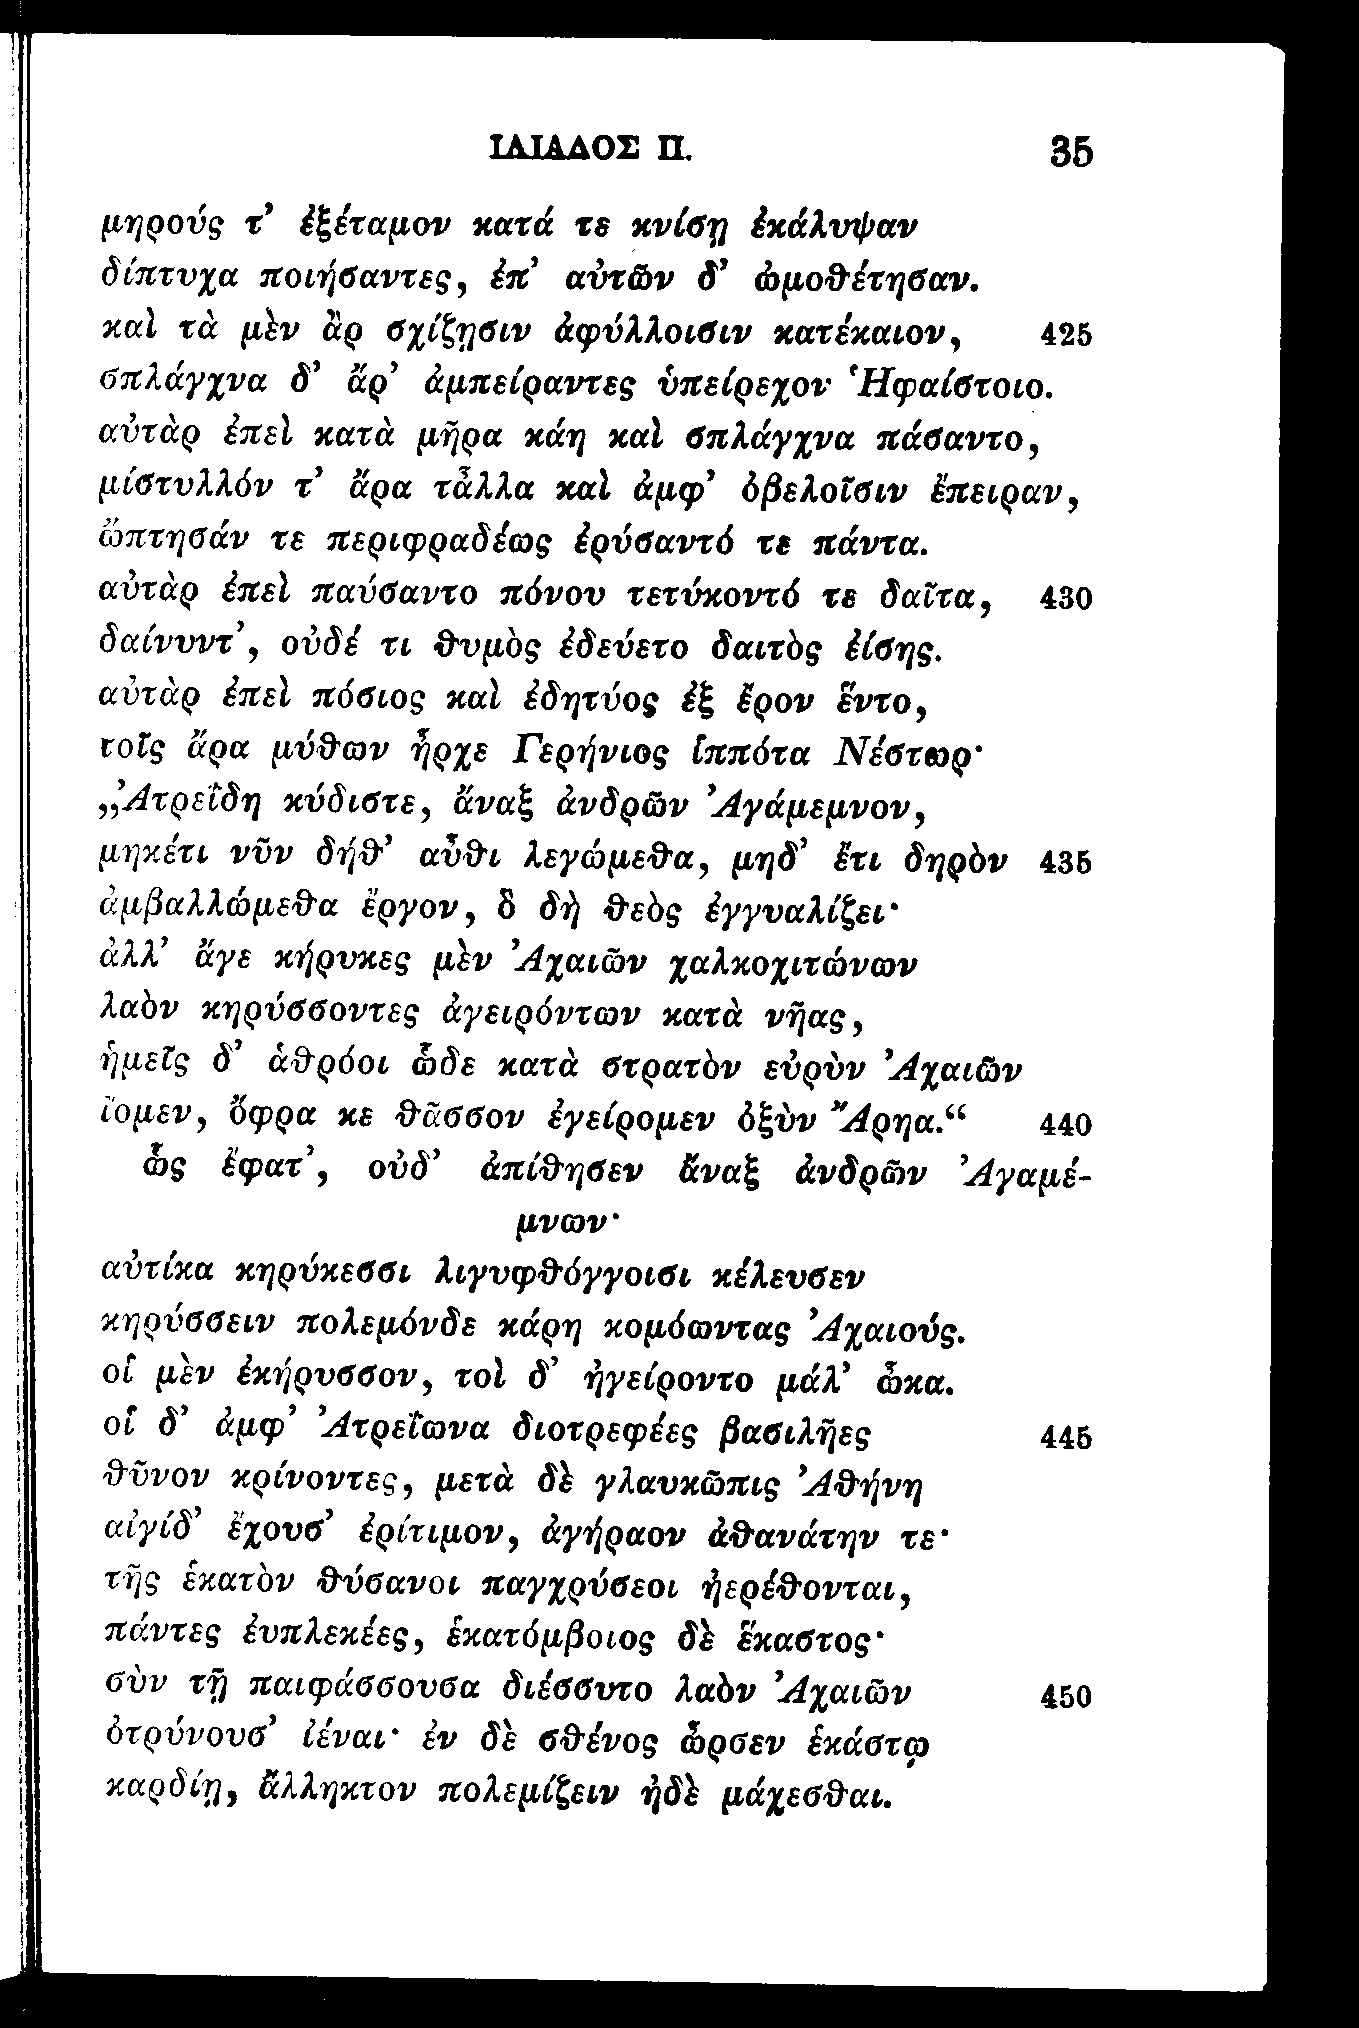 ΙΛΙΑΔΟΣ Π. 35
μηρούς τ’ ἐξέταμον κατά τε κνίσῃ ἐκάλυψαν
δίπτυχα ποιήσαντες, ἐπ’ αὐτῶν δ’ ὠμοθέτησαν.
καὶ τὰ μὲν ἂρ σχίζῃσιν ἀφύλλοισιν κατέκαιον, 425
σπλάγχνα δ’ ἄρ’ ἀμπείραντες ὑπείρεχον Ἡφαίστοιο.
αὐτὰρ ἐπεὶ κατὰ μῆρα κάη καὶ σπλάγχνα πάσαντο,
μίστυλλόν τ’ ἄρα τἆλλα καὶ ἀμφ’ ὀβελοῖσιν ἔπειραν,
ὤπτησάν τε περιφραδέως ἐρύσαντό τε πάντα.
αὐτὰρ ἐπεὶ παύσαντο πόνου τετύκοντό τε δαῖτα, 430
δαίνυντ’, οὐδέ τι θυμὸς ἐδεύετο δαιτὸς ἐίσης.
αὐτὰρ ἐπεὶ πόσιος καὶ ἐδητύος ἐξ ἔρον ἕντο,
τοῖς ἄρα μύθων ἦρχε Γερήνιος ἱππότα Νέστωρ·
„Ἀτρεΐδη κύδιστε, ἄναξ ἀνδρῶν Ἀγάμεμνον,
μηκέτι νῦν δήθ’ αὖθι λεγώμεθα, μηδ’ ἔτι δηρὸν 435
ἀμβαλλώμεθα ἔργον, ὃ δὴ θεὸς ἐγγυαλίζει·
ἀλλ’ ἄγε κήρυκες μὲν Ἀχαιῶν χαλκοχιτώνων
λαὸν κηρύσσοντες ἀγειρόντων κατὰ νῆας,
ἡμεῖς δ’ ἁθρόοι ὧδε κατὰ στρατὸν εὐρὺν Ἀχαιῶν
ἴομεν, ὄφρα κε θᾶσσον ἐγείρομεν ὀξὺν Ἄρηα.“ 440
ὣς ἔφατ’, οὐδ’ ἀπίθησεν ἄναξ ἀνδρῶν Ἀγαμέ-
μνων·
αὐτίκα κηρύκεσσι λιγυφθόγγοισι κέλευσεν
κηρύσσειν πολεμόνδε κάρη κομόωντας Ἀχαιούς.
οἳ μὲν ἐκήρυσσον, τοὶ δ’ ἠγείροντο μάλ’ ὦκα.
οἳ δ’ ἀμφ’ Ἀτρεΐωνα διοτρεφέες βασιλῆες 445
θῦνον κρίνοντες, μετὰ δὲ γλαυκῶπις Ἀθήνη
αἰγίδ’ ἔχουσ’ ἐρίτιμον, ἀγήραον ἀθανάτην τε·
τῆς ἑκατὸν θύσανοι παγχρύσεοι ἠερέθονται,
πάντες ἐυπλεκέες, ἑκατόμβοιος δὲ ἕκαστος·
σὺν τῇ παιφάσσουσα διέσσυτο λαὸν Ἀχαιῶν 450
ὀτρύνουσ’ ἰέναι· ἐν δὲ σθένος ὦρσεν ἑκάστῳ
καρδίῃ, ἄλληκτον πολεμίζειν ἠδὲ μάχεσθαι.